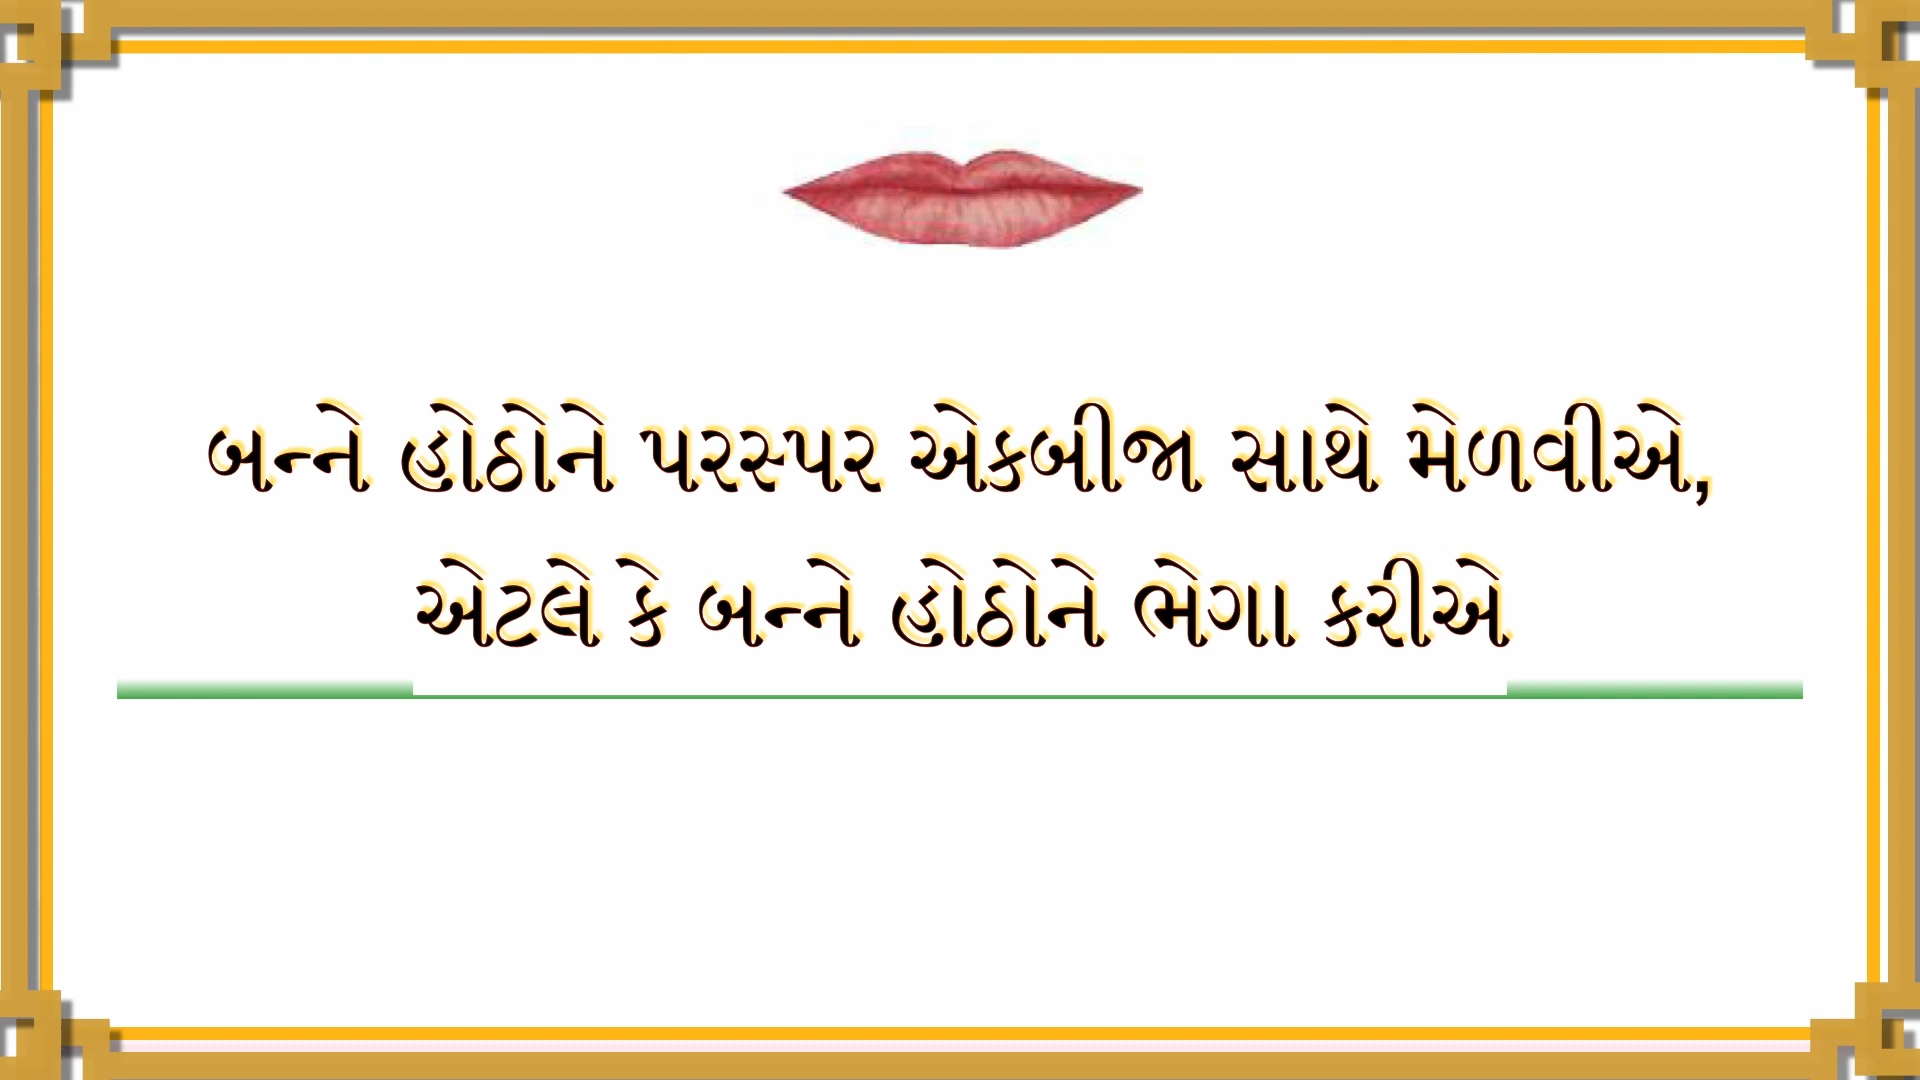 બન્ને હોઠોને પરસ્પર એકબીજા સાથે મેળવીએ,
એટલે કે બન્ને હોઠોને ભેગા કરીએ